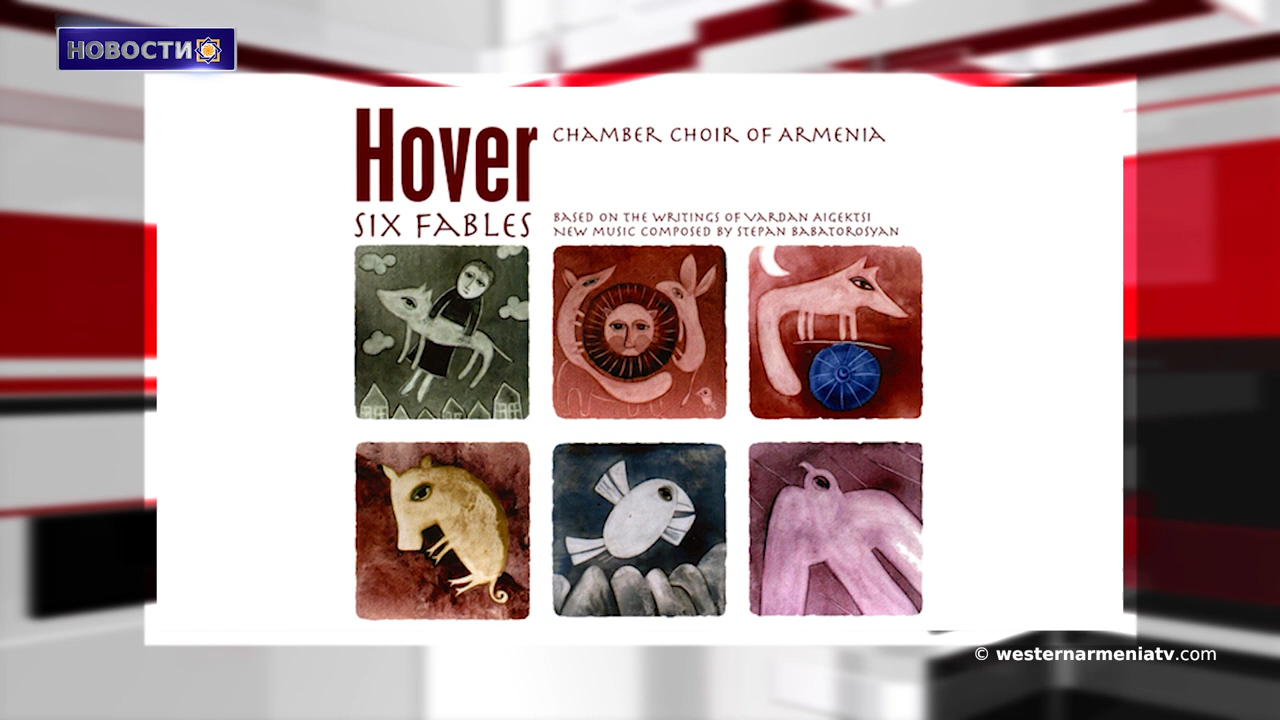 НОВОСТИ
Hover
CHAMBER CHOIR OF ARMENIA
SIX FABLES
BASED ON THE WRITINGS OF VARDAN AIGEKTSI
NEW MUSIC COMPOSED BY STEPAN BABATOROSYAN
© westernarmeniatv.com